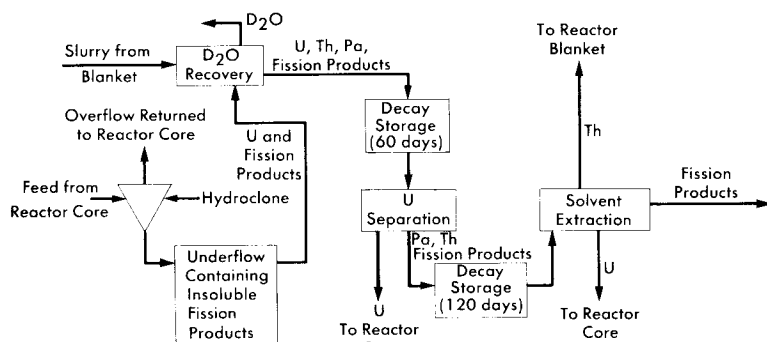 D2O
Slurry from
Blanket
D2O
Recovery
U, Th, Pa,
Fission Products
To Reactor
Blanket
Overflow Returned
to Reactor Core
U and
Fission
Products
Decay
Storage
(60 days)
Th
Feed from
Reactor Core
Hydroclone
U
Separation
Solvent
Extraction
Fission
Products
Underflow
Containing
Insoluble
Fission
Products
Pa, Th
Fission Products
Decay
Storage
(120 days)
U
To Reactor
U
To Reactor
Core